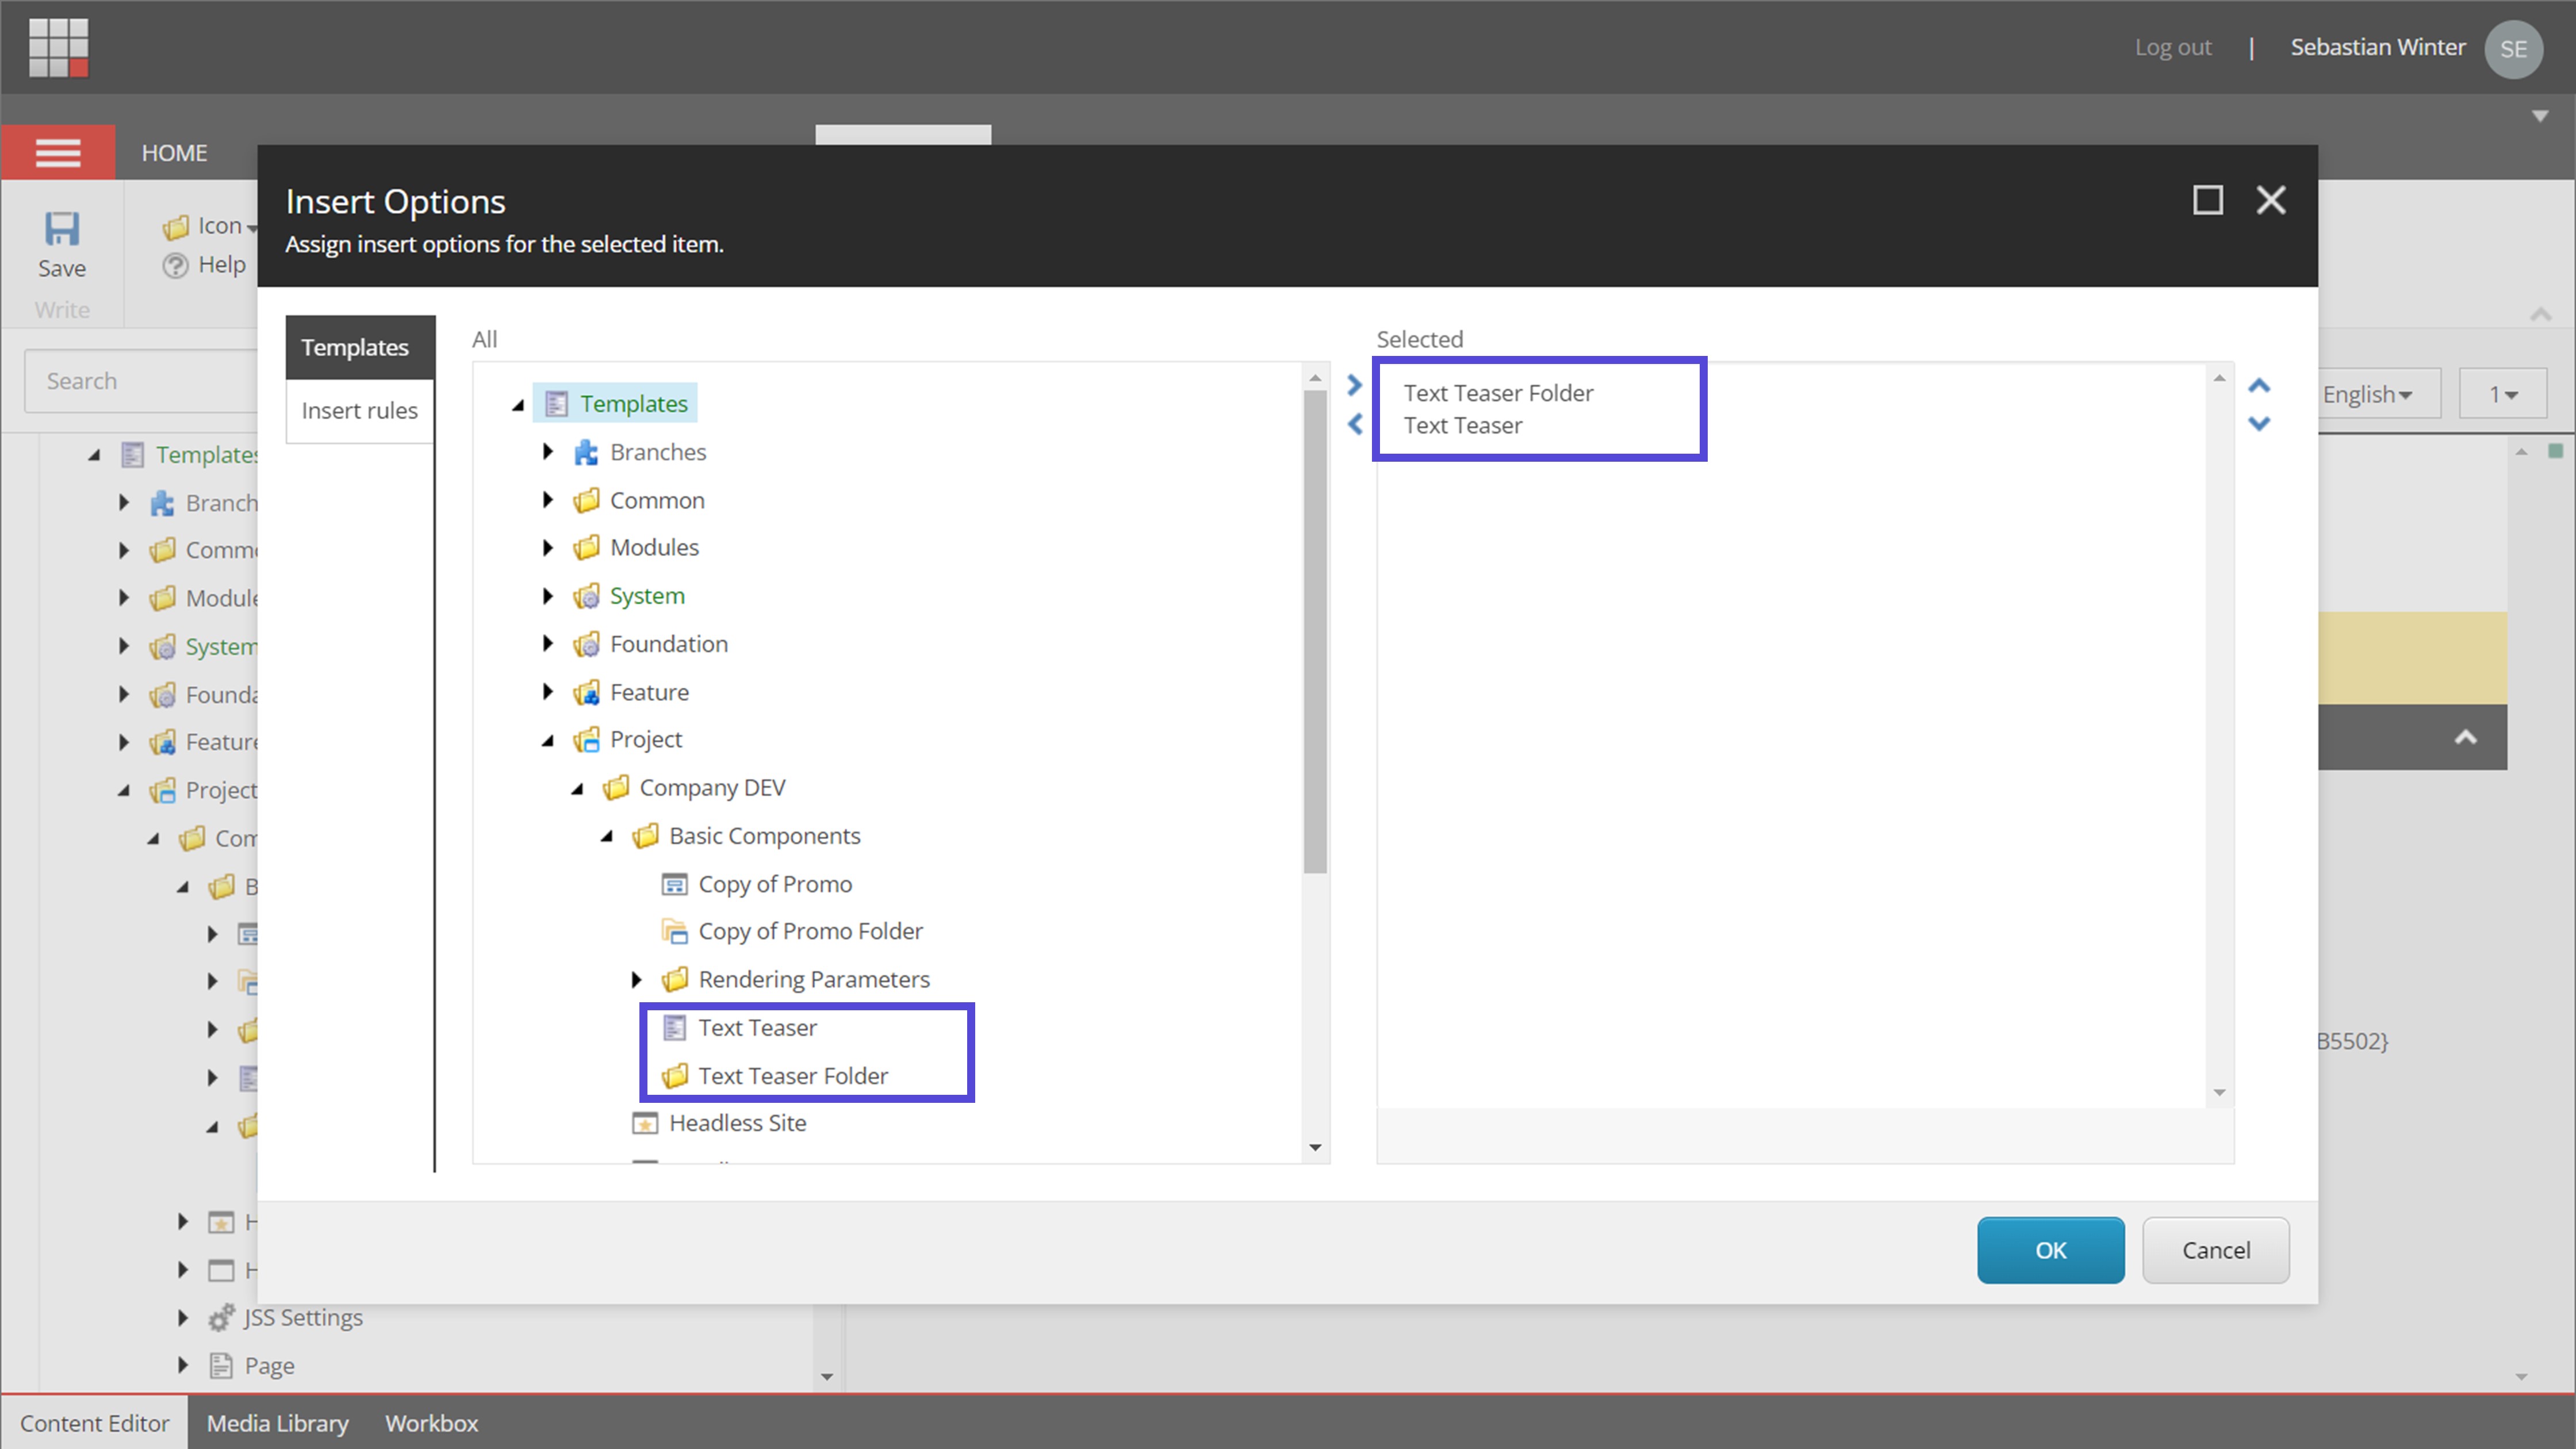 Log out | Sebastian Winter SE
HOME
Insert Options
Assign insert options for the selected item.
Save
Write
Icon
Help
Search
English
1
Templates
Insert rules
All
Selected
Templates
Branches
Common
Modules
System
Foundation
Feature
Project
Company DEV
Basic Components
Copy of Promo
Copy of Promo Folder
Rendering Parameters
Text Teaser
Text Teaser Folder
Headless Site
Text Teaser Folder
Text Teaser
OK
Cancel
Templates
Branch
Comm
Module
System
Founda
Feature
Project
Com
B
H
H
JSS Settings
Page
B5502}
Content Editor
Media Library
Workbox